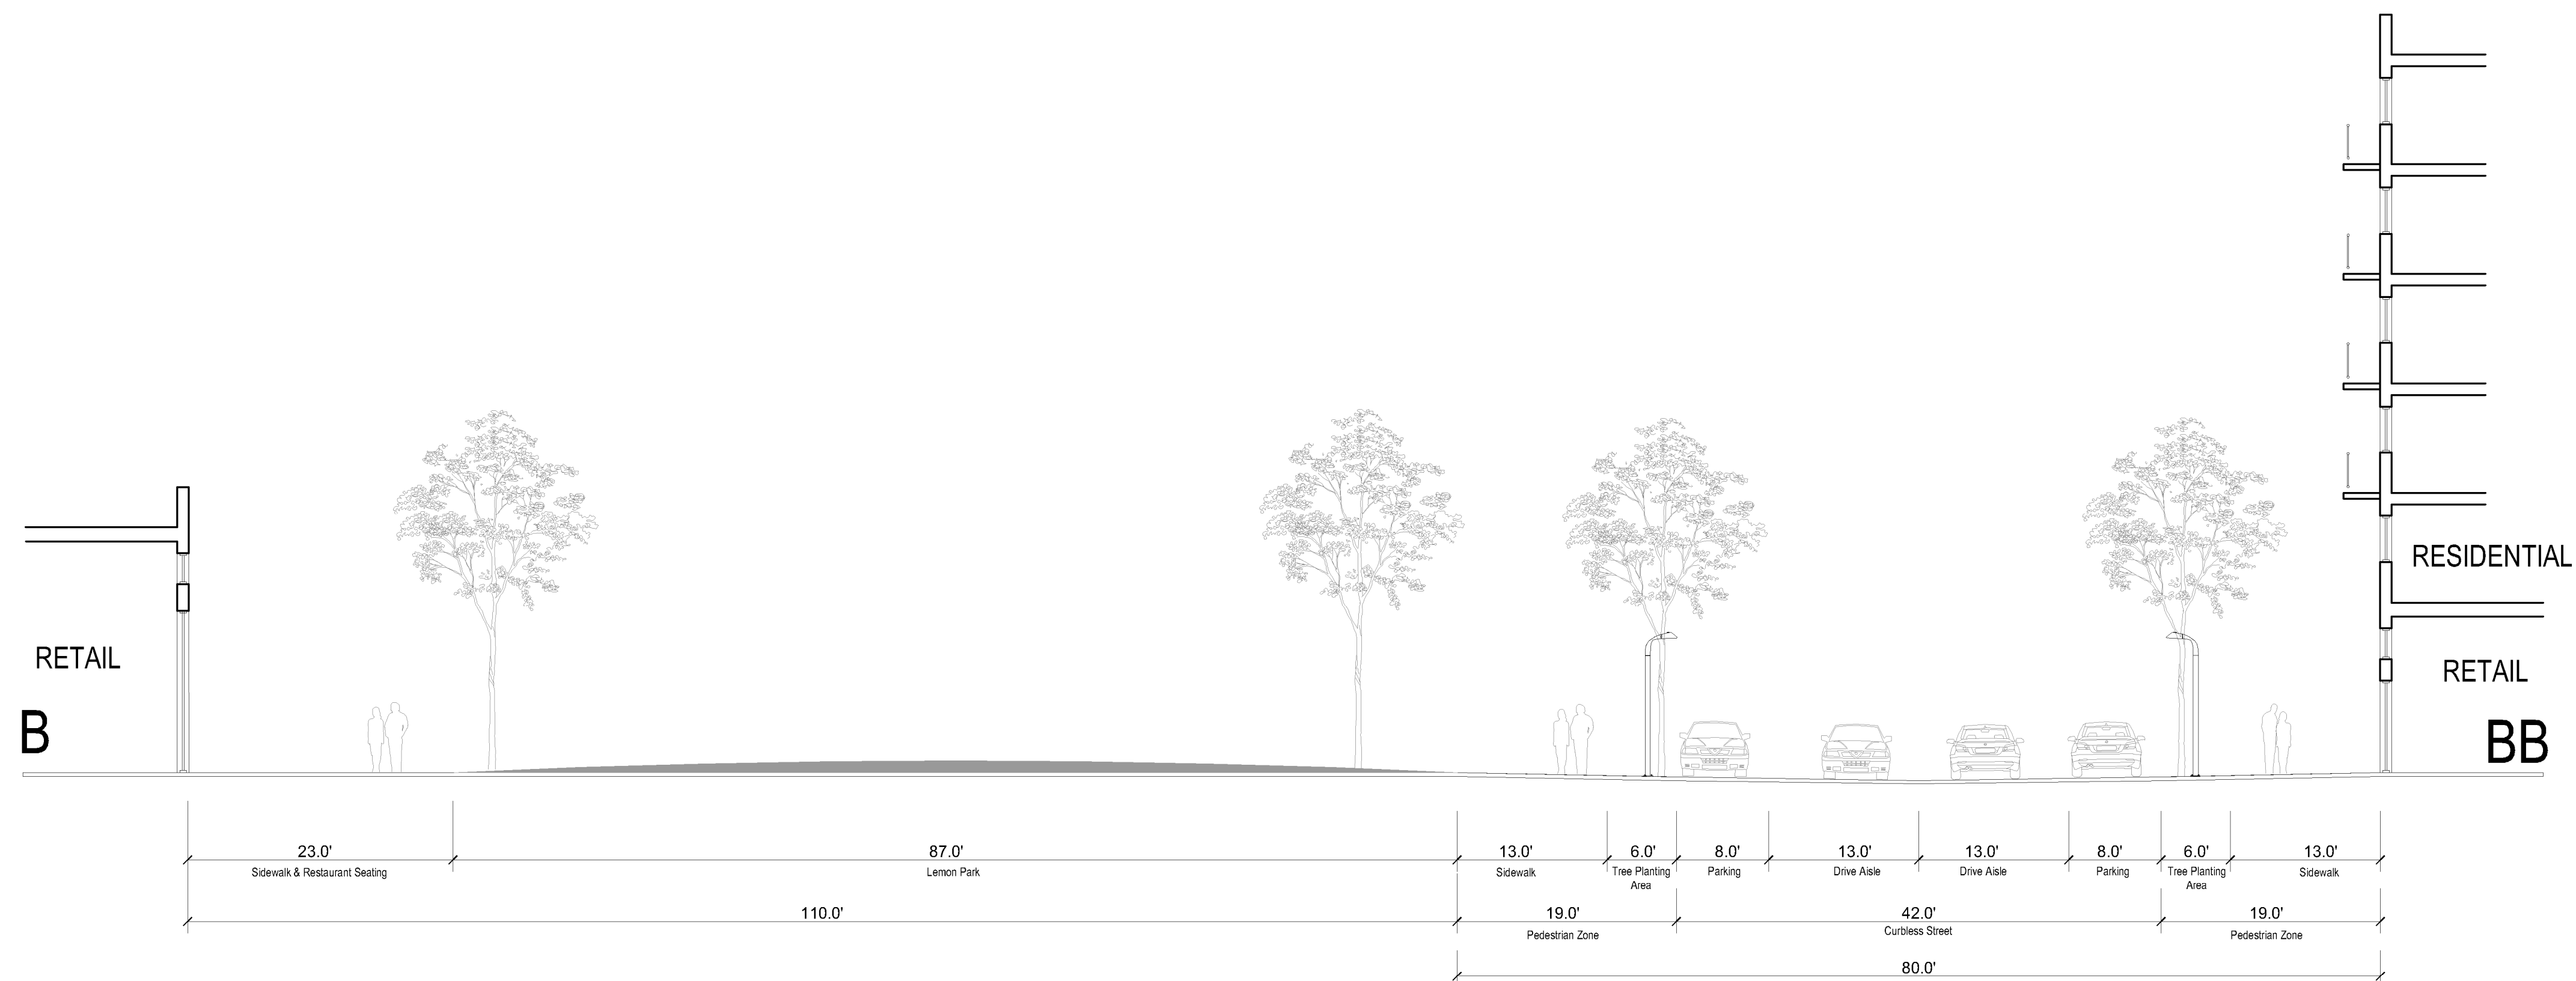 RESIDENTIAL
RETAIL
RETAIL
B
BB
23.0'
87.0'
13.0'
6.0'
8.0'
13.0'
13.0'
8.0'
6.0'
13.0'
Sidewalk & Restaurant Seating
Lemon Park
Sidewalk
Tree Planting
Area
Parking
Drive Aisle
Drive Aisle
Parking
Tree Planting
Area
Sidewalk
110.0'
19.0'
42.0'
19.0'
Pedestrian Zone
Curbless Street
Pedestrian Zone
80.0'